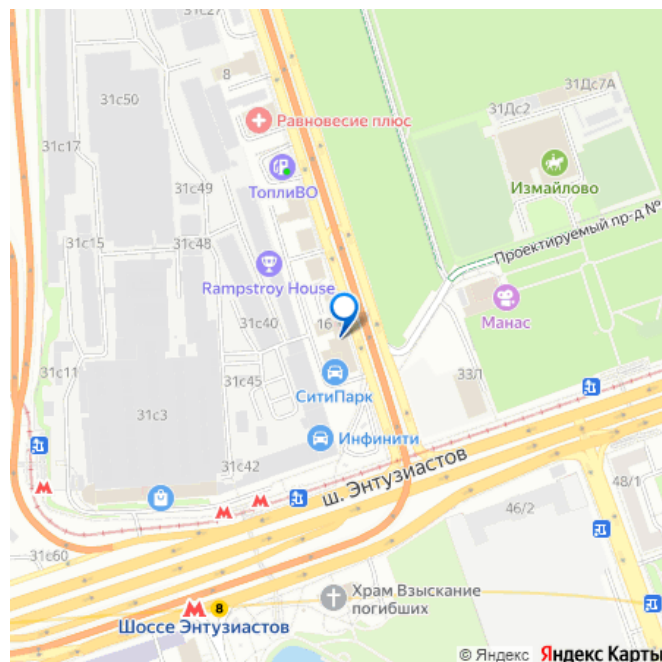 31с27
8
31с50
31Дс7А
31Дс2
Равновесие плюс
31с17
Измайлово
31с49
ТоплиВО
31с15
31с48
Проектируемый пр-д №
Rampstroy House
31с40
16
Манас
31с11
31с45
СитиПарк
33Л
31с3
Инфинити
31с42
ш. Энтузиастов
48/1
46/2
31с60
Храм Взыскание
погибших
8
Шоссе Энтузиастов
© Яндекс Яндекс Карты